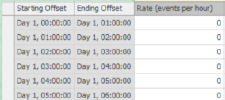 Starting Offset Ending Offset Rate (events per hour)
Day 1, 00:00:00 Day 1, 01:00:00 0
Day 1, 01:00:00 Day 1, 02:00:00 0
Day 1, 02:00:00 Day 1, 03:00:00 0
Day 1, 03:00:00 Day 1, 04:00:00 0
Day 1, 04:00:00 Day 1, 05:00:00 0
Day 1, 05:00:00 Day 1, 06:00:00 0